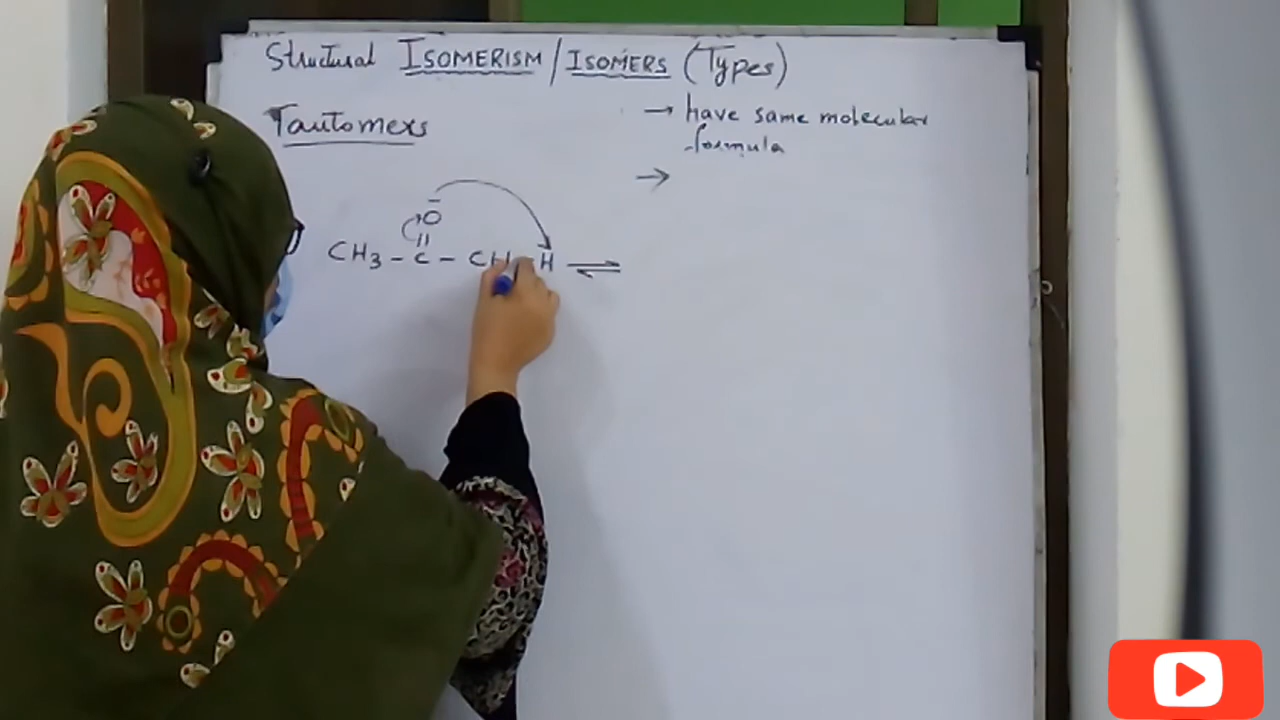 Structural ISOMERISM / ISOMERS (Types)
Tautomers
→ have same molecular
formula
→
O
CH3 - C - CH H ⇌